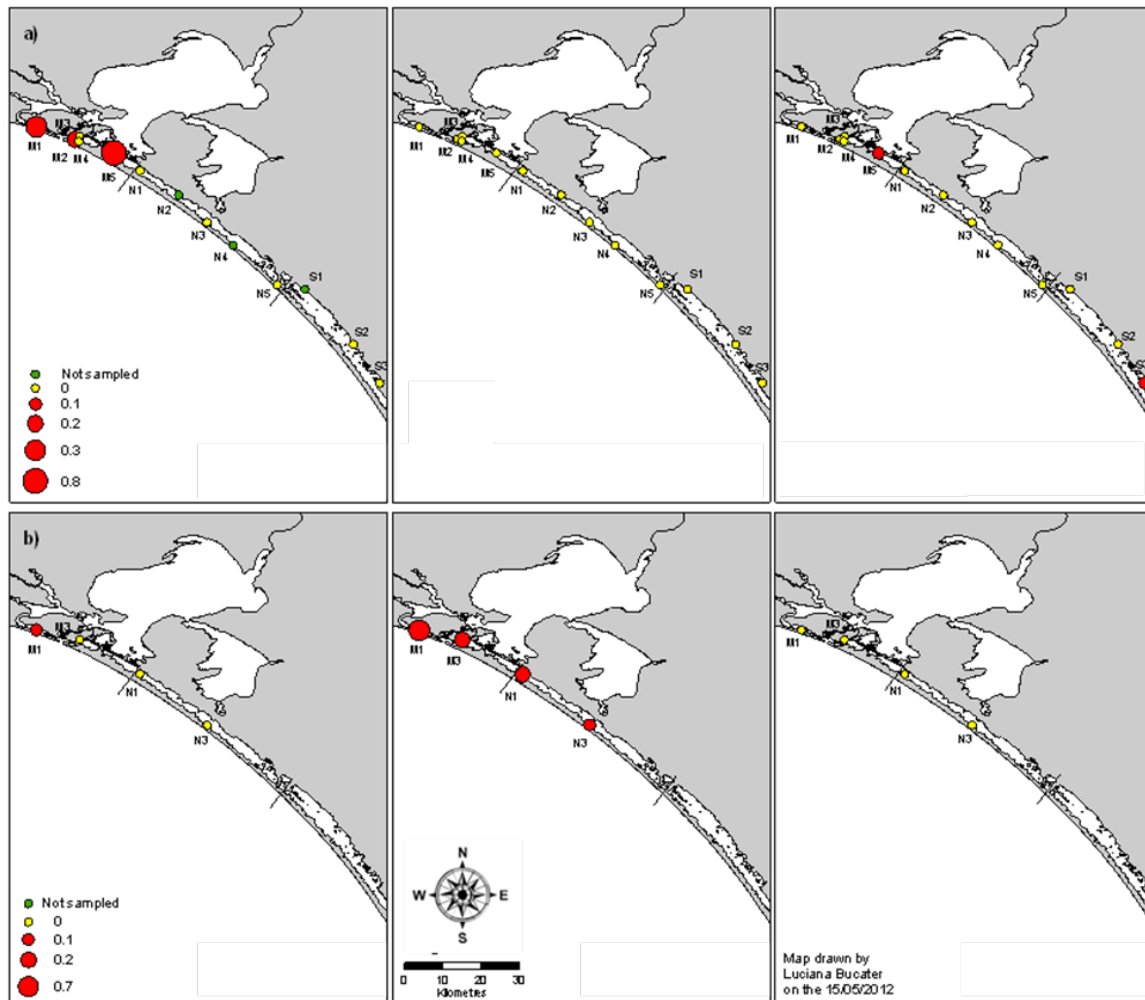 a)
M1
M2
M3
M4
M5
N1
N2
N3
N4
N5
S1
S2
S3
Not sampled
0
0.1
0.2
0.3
0.8
M1
M2
M3
M4
M5
N1
N2
N3
N4
N5
S1
S2
S3
M1
M2
M3
M4
M5
N1
N2
N3
N4
N5
S1
S2
S3
b)
M1
M3
N1
N3
Not sampled
0
0.1
0.2
0.7
M1
M3
N1
N3
N
W E
S
0 10 20 30
Kilometres
M1
M3
N1
N3
Map drawn by
Luciana Bucater
on the 15/05/2012